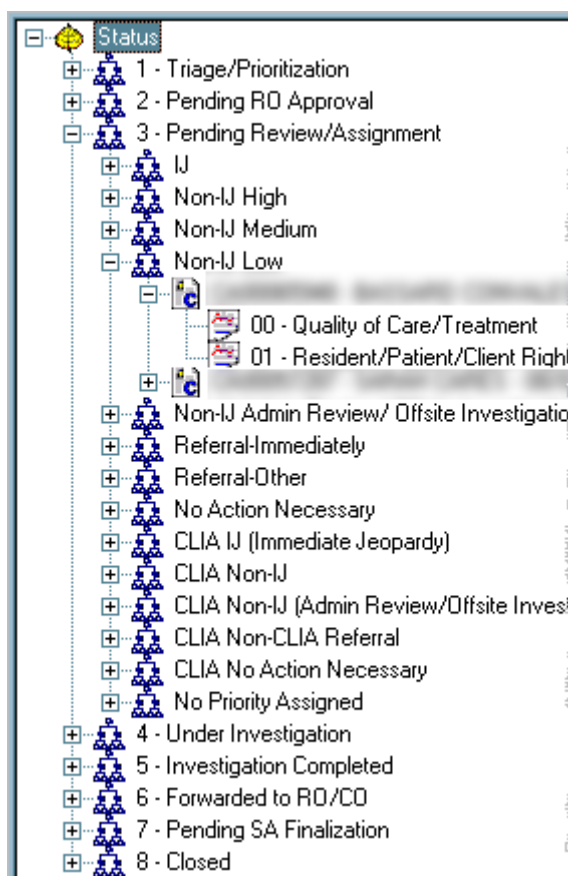 Status
1 - Triage/Prioritization
2 - Pending RO Approval
3 - Pending Review/Assignment
IJ
Non-IJ High
Non-IJ Medium
Non-IJ Low
00 - Quality of Care/Treatment
01 - Resident/Patient/Client Right
Non-IJ Admin Review/ Offsite Investigatio
Referral-Immediately
Referral-Other
No Action Necessary
CLIA IJ (Immediate Jeopardy)
CLIA Non-IJ
CLIA Non-IJ (Admin Review/Offsite Invest
CLIA Non-CLIA Referral
CLIA No Action Necessary
No Priority Assigned
4 - Under Investigation
5 - Investigation Completed
6 - Forwarded to RO/CO
7 - Pending SA Finalization
8 - Closed